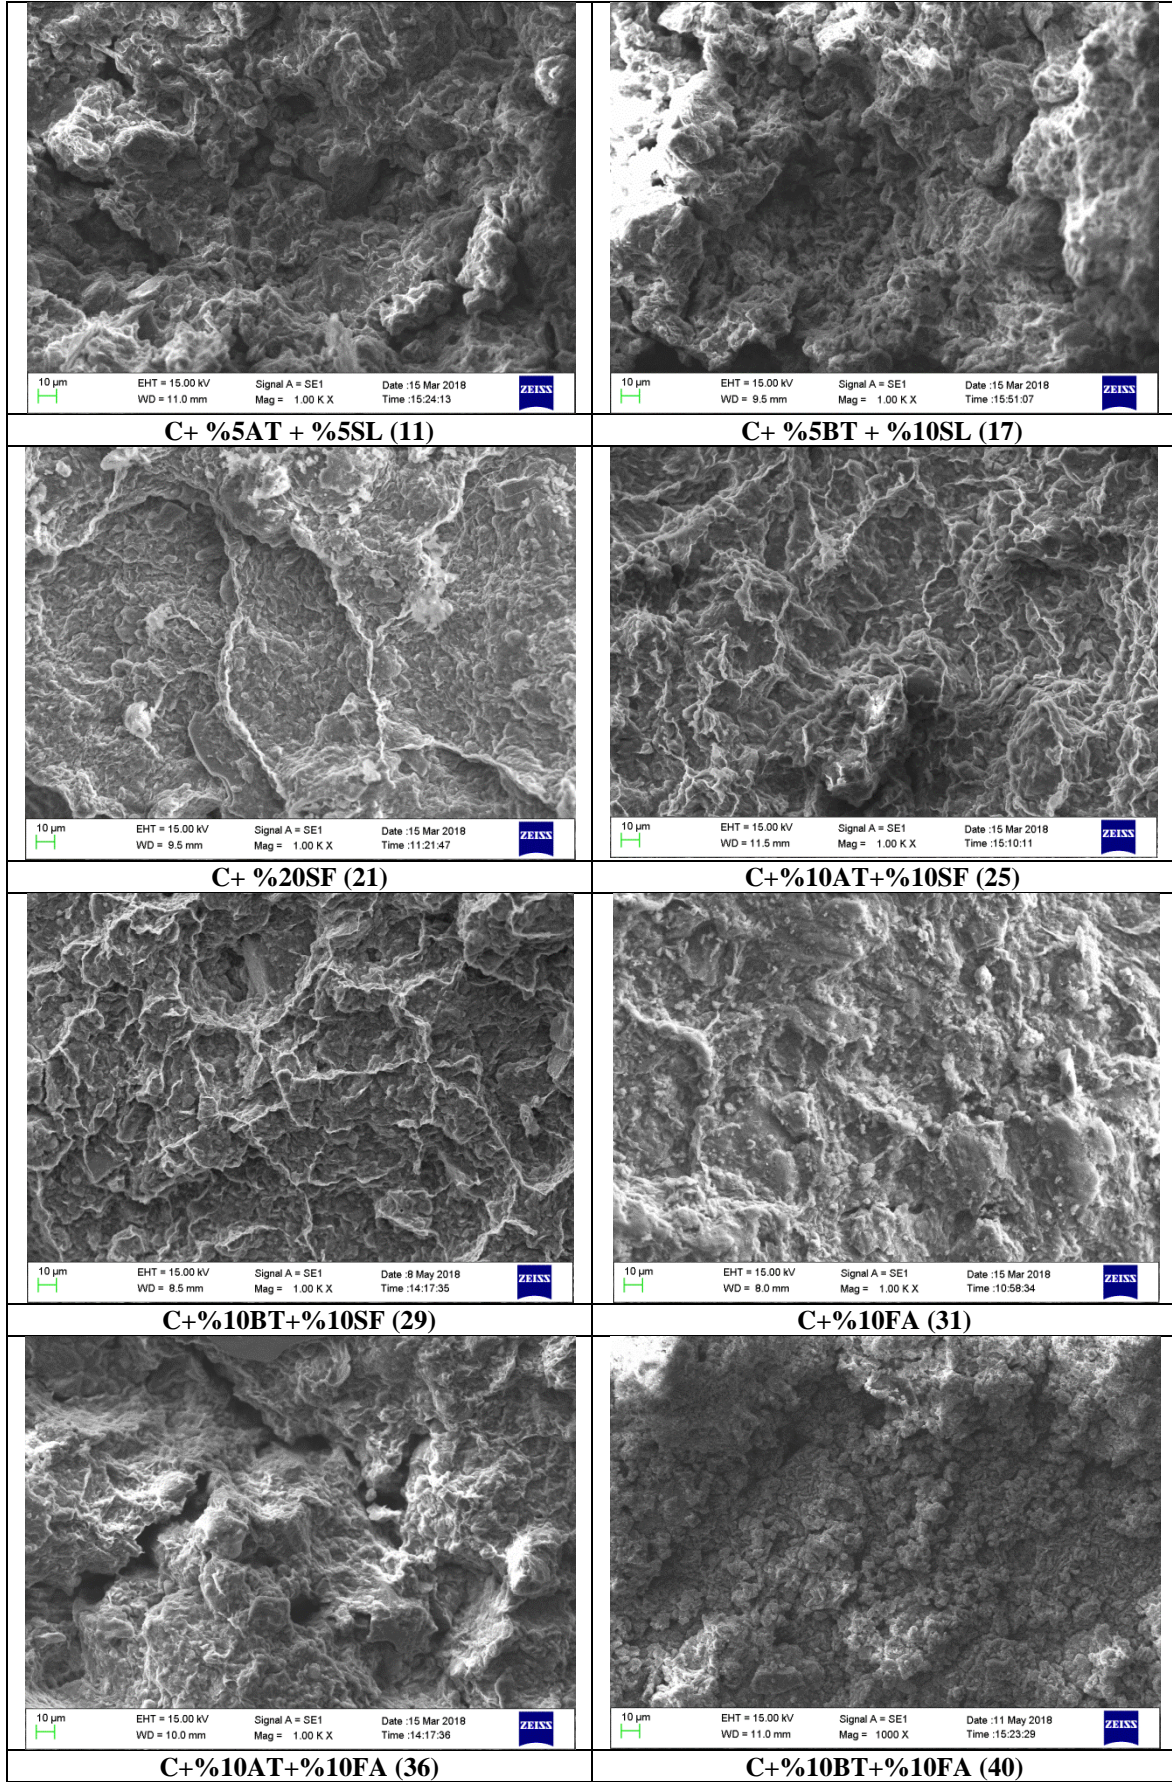 10 µm EHT = 15.00 kV Signal A = SE1 Date :15 Mar 2018 ZEISS
WD = 11.0 mm Mag = 1.00 K X Time :15:24:13
10 µm EHT = 15.00 kV Signal A = SE1 Date :15 Mar 2018 ZEISS
WD = 9.5 mm Mag = 1.00 K X Time :15:51:07
C+ %5AT + %5SL (11)
C+ %5BT + %10SL (17)
10 µm EHT = 15.00 kV Signal A = SE1 Date :15 Mar 2018 ZEISS
WD = 9.5 mm Mag = 1.00 K X Time :11:21:47
10 µm EHT = 15.00 kV Signal A = SE1 Date :15 Mar 2018 ZEISS
WD = 11.5 mm Mag = 1.00 K X Time :15:10:11
C+ %20SF (21)
C+%10AT+%10SF (25)
10 µm EHT = 15.00 kV Signal A = SE1 Date :8 May 2018 ZEISS
WD = 8.5 mm Mag = 1.00 K X Time :14:17:35
10 µm EHT = 15.00 kV Signal A = SE1 Date :15 Mar 2018 ZEISS
WD = 8.0 mm Mag = 1.00 K X Time :10:58:34
C+%10BT+%10SF (29)
C+%10FA (31)
10 µm EHT = 15.00 kV Signal A = SE1 Date :15 Mar 2018 ZEISS
WD = 10.0 mm Mag = 1.00 K X Time :14:17:36
10 µm EHT = 15.00 kV Signal A = SE1 Date :11 May 2018 ZEISS
WD = 11.0 mm Mag = 1000 X Time :15:23:29
C+%10AT+%10FA (36)
C+%10BT+%10FA (40)